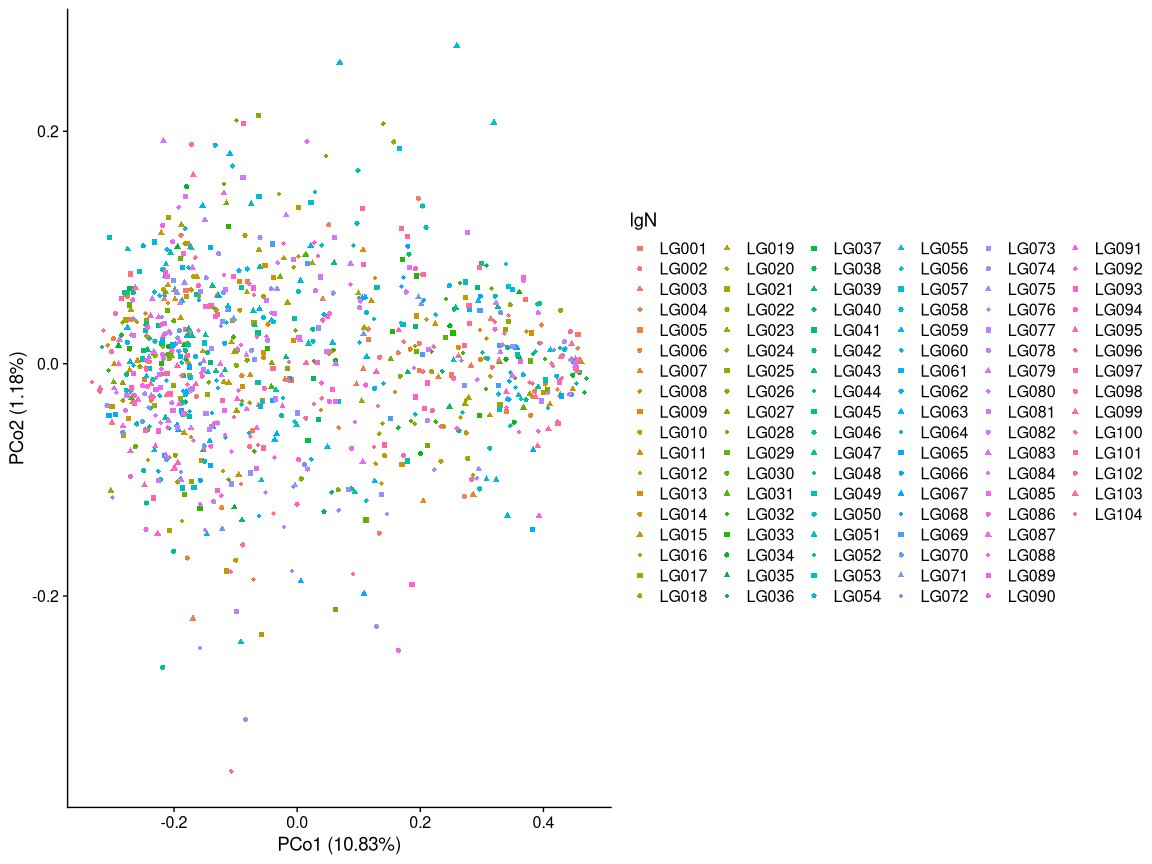 0.2
0.0
-0.2
PCo2 (1.18%)
-0.2 0.0 0.2 0.4
PCo1 (10.83%)
lgN
LG001 LG019 LG037 LG055 LG073 LG091
LG002 LG020 LG038 LG056 LG074 LG092
LG003 LG021 LG039 LG057 LG075 LG093
LG004 LG022 LG040 LG058 LG076 LG094
LG005 LG023 LG041 LG059 LG077 LG095
LG006 LG024 LG042 LG060 LG078 LG096
LG007 LG025 LG043 LG061 LG079 LG097
LG008 LG026 LG044 LG062 LG080 LG098
LG009 LG027 LG045 LG063 LG081 LG099
LG010 LG028 LG046 LG064 LG082 LG100
LG011 LG029 LG047 LG065 LG083 LG101
LG012 LG030 LG048 LG066 LG084 LG102
LG013 LG031 LG049 LG067 LG085 LG103
LG014 LG032 LG050 LG068 LG086 LG104
LG015 LG033 LG051 LG069 LG087
LG016 LG034 LG052 LG070 LG088
LG017 LG035 LG053 LG071 LG089
LG018 LG036 LG054 LG072 LG090